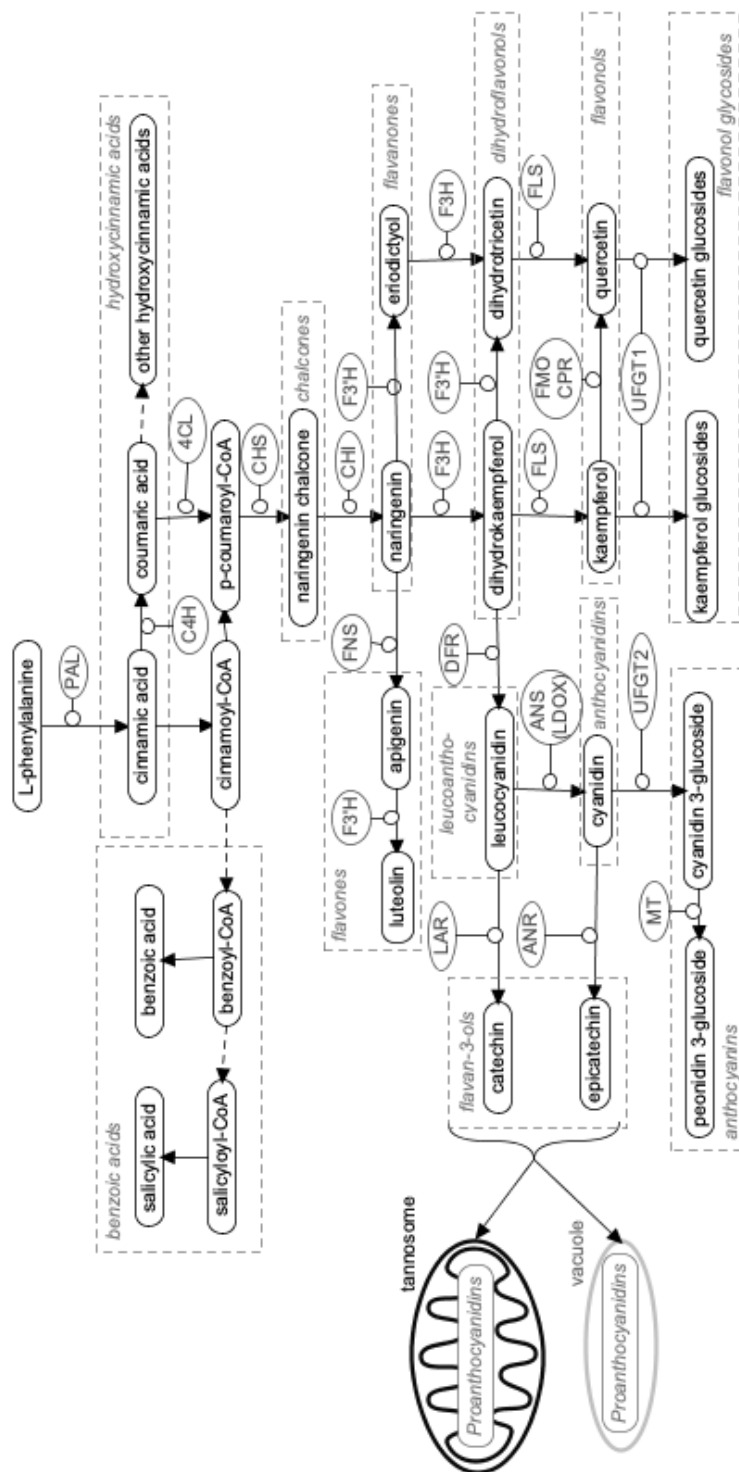 L-phenylalanine
PAL
hydroxycinnamic acids
cinnamic acid
C4H
coumaric acid
other hydroxycinnamic acids
4CL
benzoic acids
salicylic acid
benzoic acid
salicyloyl-CoA
benzoyl-CoA
cinnamoyl-CoA
p-coumaroyl-CoA
CHS
chalcones
naringenin chalcone
CHI
flavones
F3'H
FNS
F3'H
flavanones
luteolin
apigenin
naringenin
eriodictyol
F3H
F3H
leucoantho-
cyanidins
LAR
DFR
F3'H
dihydroflavonols
flavan-3-ols
catechin
leucocyanidin
dihydrokaempferol
dihydrotricetin
ANS
(LDOX)
FLS
FLS
ANR
anthocyanidins
FMO
CPR
flavonols
epicatechin
cyanidin
kaempferol
quercetin
UFGT2
UFGT1
MT
peonidin 3-glucoside
cyanidin 3-glucoside
kaempferol glucosides
quercetin glucosides
anthocyanins
flavonol glycosides
tannosome
Proanthocyanidins
vacuole
Proanthocyanidins